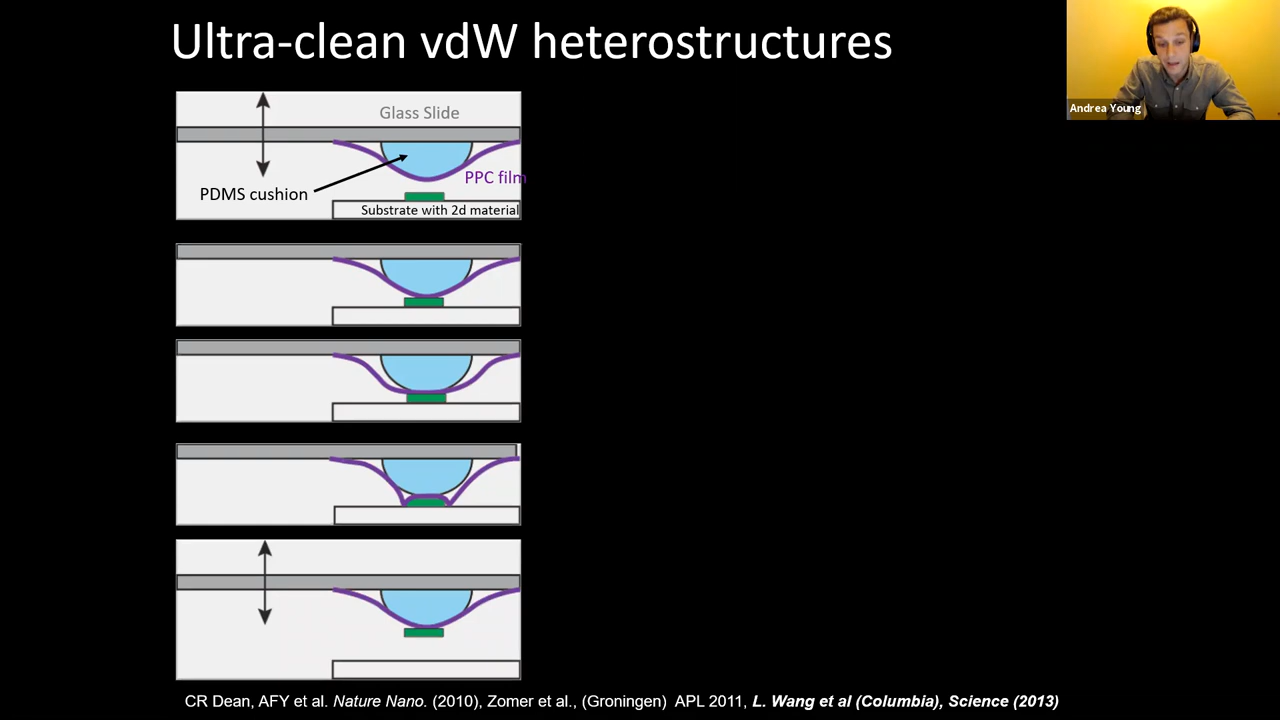 Ultra-clean vdW heterostructures
Andrea Young
Glass Slide
PDMS cushion
PPC film
Substrate with 2d material
CR Dean, AFY et al. Nature Nano. (2010), Zomer et al., (Groningen) APL 2011, L. Wang et al (Columbia), Science (2013)